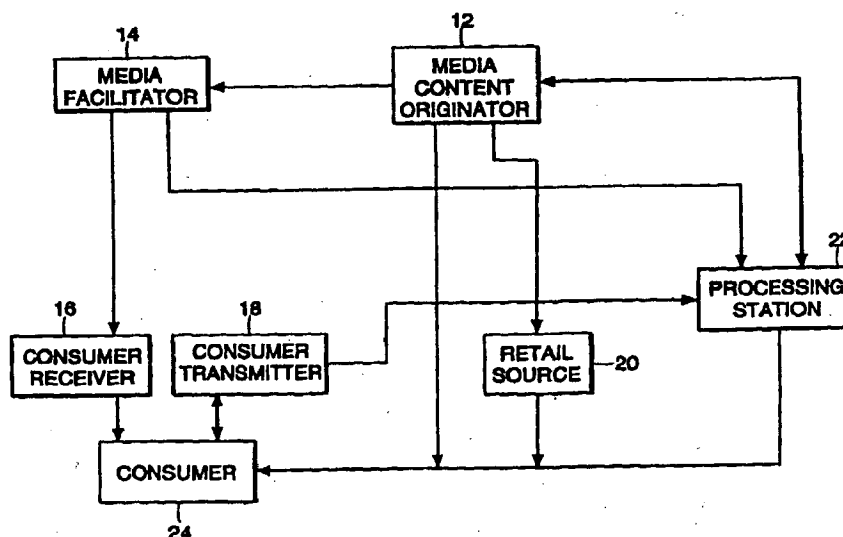 14
MEDIA
FACILITATOR
12
MEDIA
CONTENT
ORIGINATOR
22
PROCESSING
STATION
16
CONSUMER
RECEIVER
18
CONSUMER
TRANSMITTER
RETAIL
SOURCE
20
CONSUMER
24